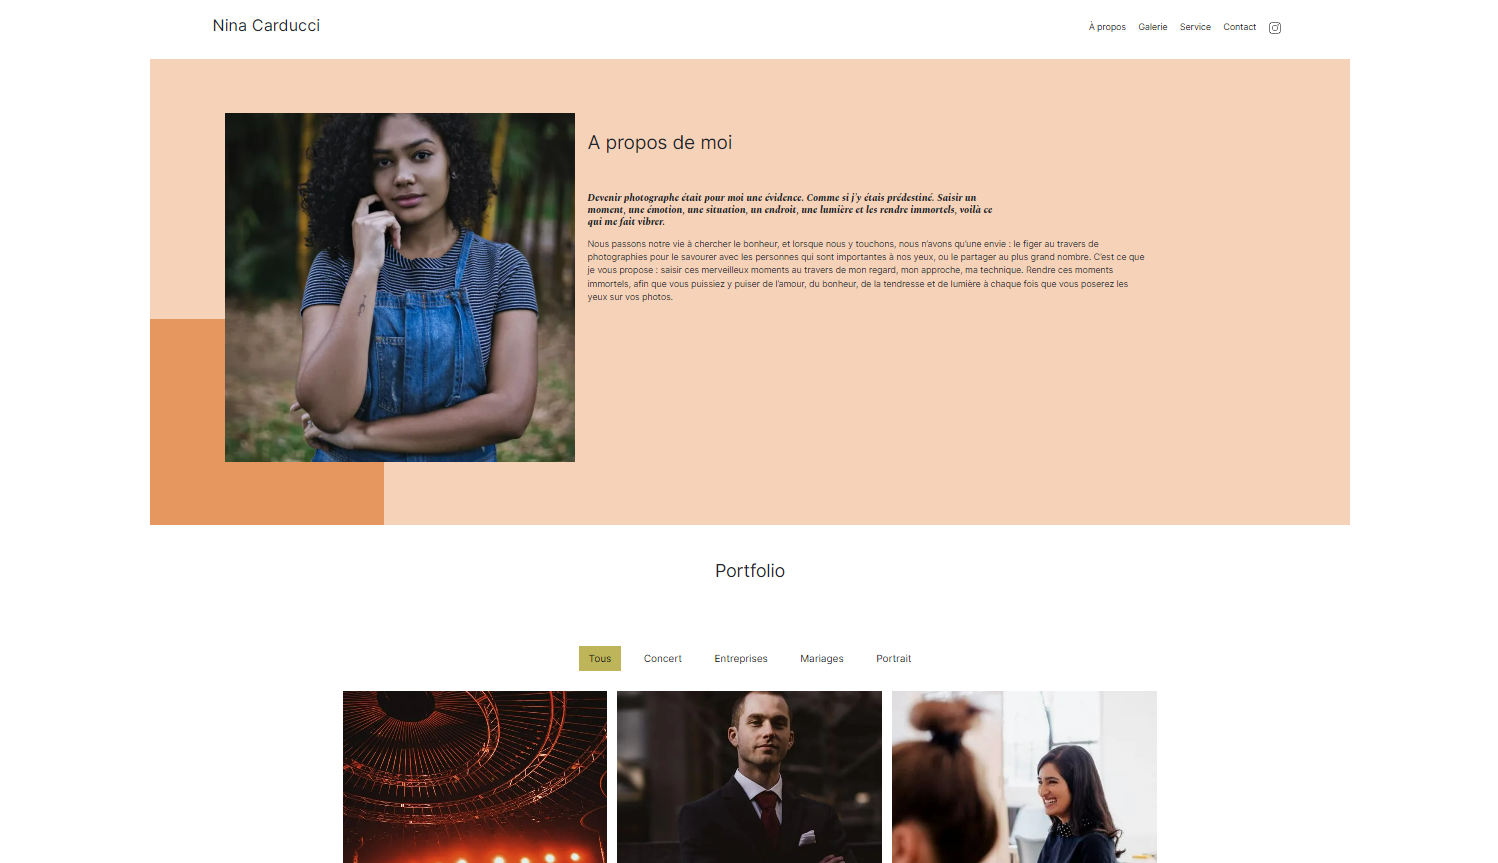 Nina Carducci
À propos Galerie Service Contact
A propos de moi
Devenir photographe était pour moi une évidence. Comme si j'y étais prédestiné. Saisir un
moment, une émotion, une situation, un endroit, une lumière et les rendre immortels, voilà ce
qui me fait vibrer.
Nous passons notre vie à chercher le bonheur, et lorsque nous y touchons, nous n'avons qu'une envie : le figer au travers de
photographies pour le savourer avec les personnes qui sont importantes à nos yeux, ou le partager au plus grand nombre. C'est ce que
je vous propose : saisir ces merveilleux moments au travers de mon regard, mon approche, ma technique. Rendre ces moments
immortels, afin que vous puissiez y puiser de l'amour, du bonheur, de la tendresse et de lumière à chaque fois que vous poserez les
yeux sur vos photos.
Portfolio
Tous Concert Entreprises Mariages Portrait